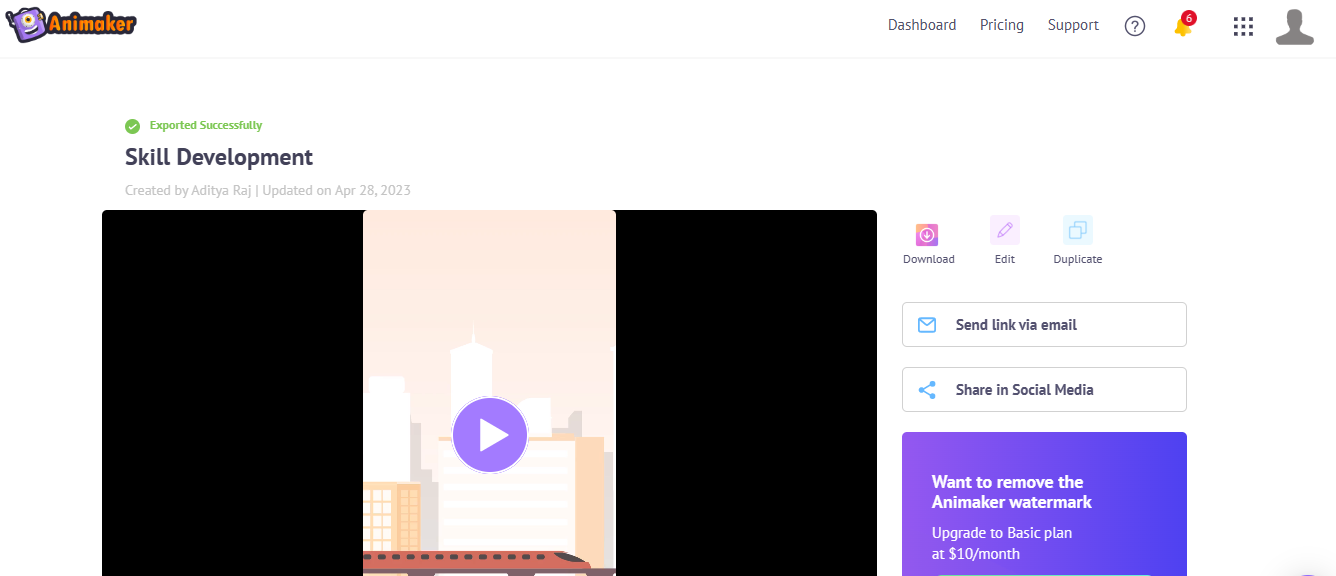 Animaker
Dashboard Pricing Support
6
Exported Successfully
Skill Development
Created by Aditya Raj | Updated on Apr 28, 2023
Download Edit Duplicate
Send link via email
Share in Social Media
Want to remove the
Animaker watermark
Upgrade to Basic plan
at $10/month